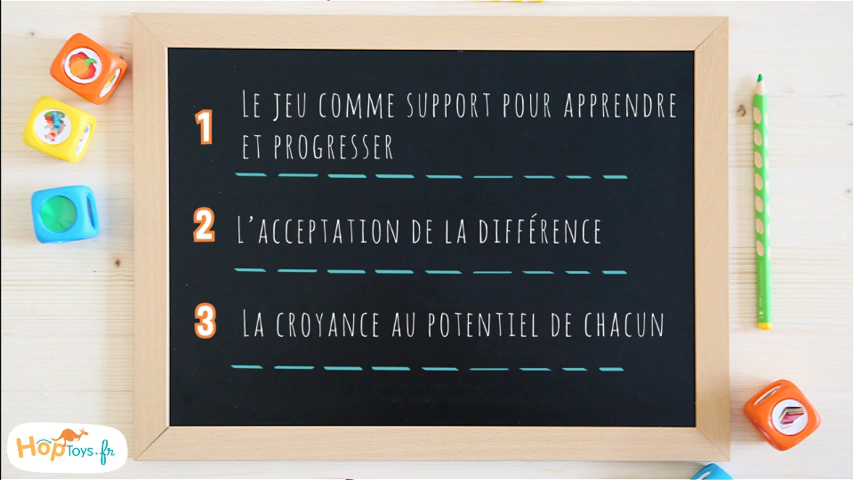 1 LE JEU COMME SUPPORT POUR APPRENDRE
ET PROGRESSER
2 L'ACCEPTATION DE LA DIFFÉRENCE
3 LA CROYANCE AU POTENTIEL DE CHACUN
HOPTOYS.fr